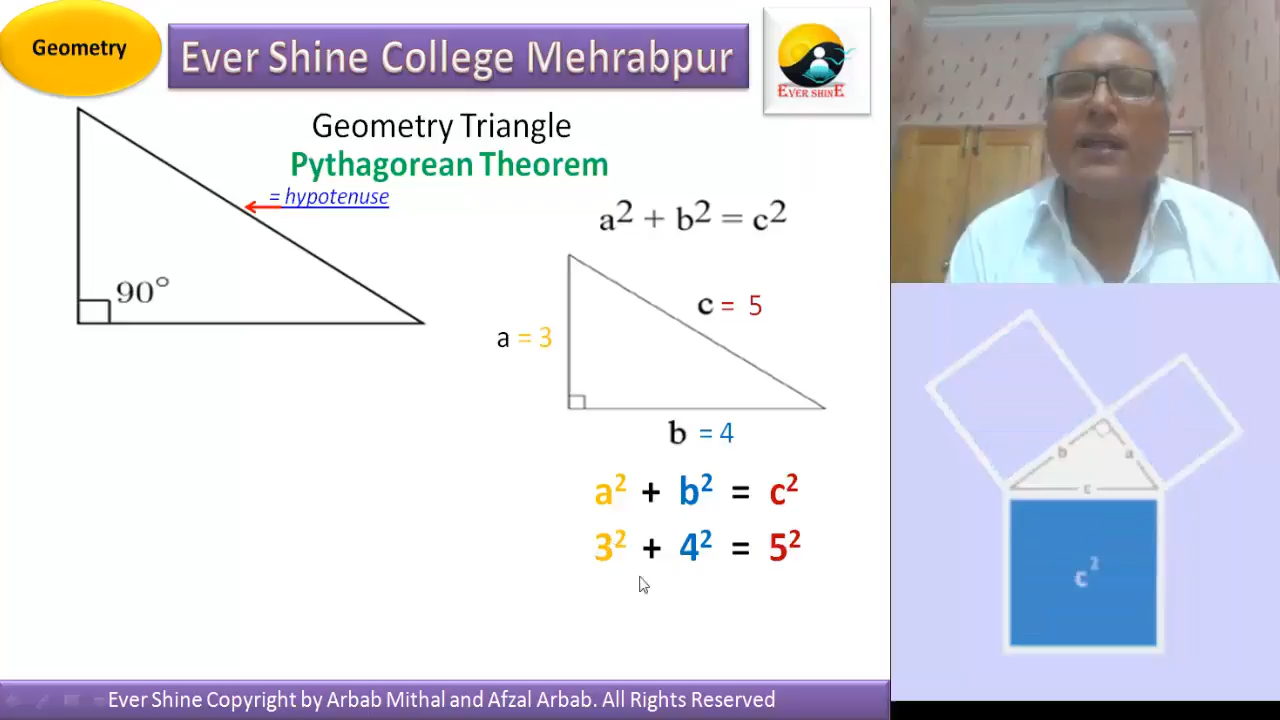 Geometry
Ever Shine College Mehrabpur
EVER SHINE
Geometry Triangle
Pythagorean Theorem
= hypotenuse
90°
a² + b² = c²
c = 5
a = 3
b = 4
a² + b² = c²
3² + 4² = 5²
b
a
c
c²
Ever Shine Copyright by Arbab Mithal and Afzal Arbab. All Rights Reserved